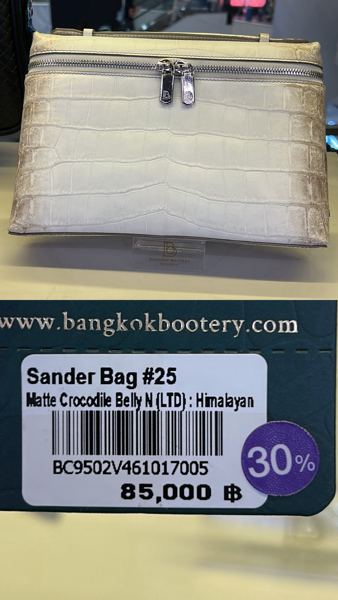 B
www.bangkokbootery.com
Sander Bag #25
Matte Crocodile Belly N (LTD) : Himalayan
BC9502V461017005
85,000 ฿
30%